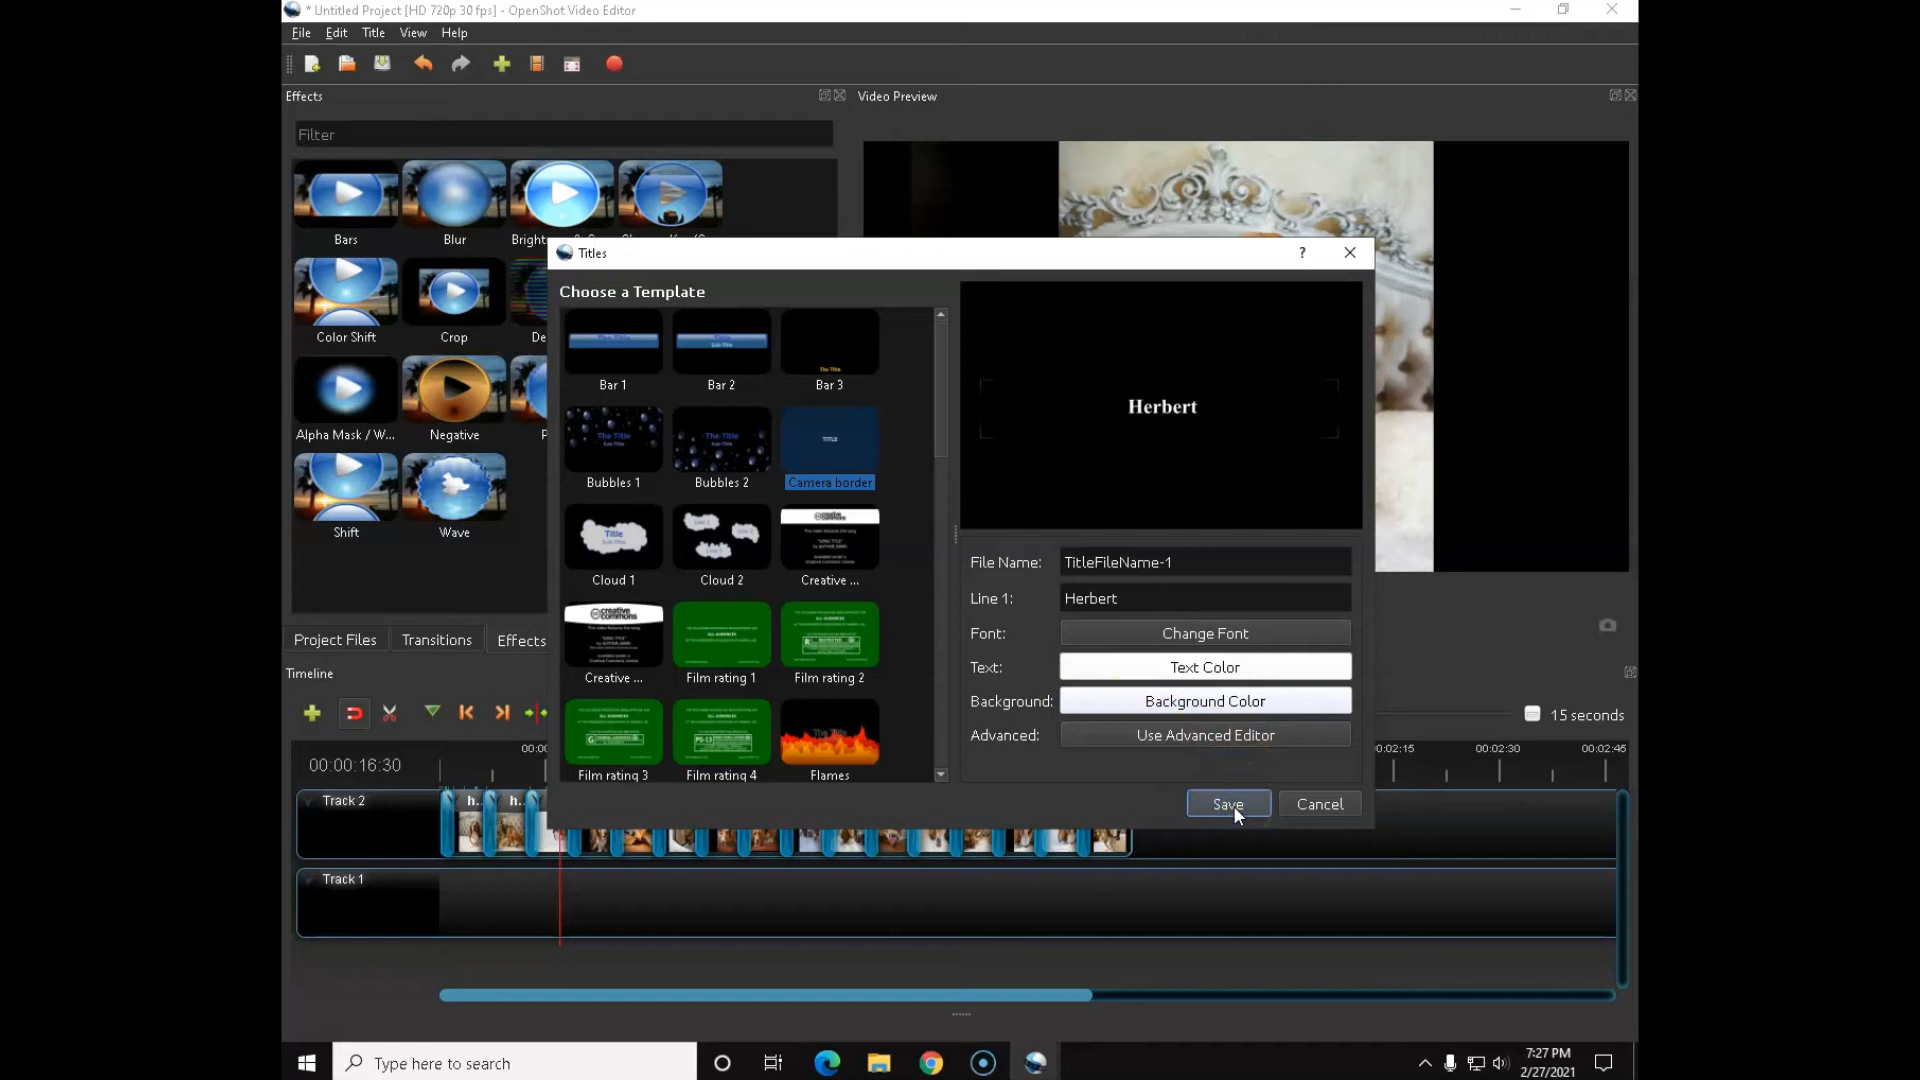 * Untitled Project [HD 720p 30 fps] - OpenShot Video Editor
File Edit Title View Help
Effects
Video Preview
Filter
Bars
Blur
Color Shift
Crop
Alpha Mask / W...
Negative
Shift
Wave
Titles
?
Choose a Template
Bar 1
Bar 2
Bar 3
Bubbles 1
Bubbles 2
Camera border
Cloud 1
Cloud 2
Creative ...
Creative ...
Film rating 1
Film rating 2
Film rating 3
Film rating 4
Flames
Herbert
File Name: TitleFileName-1
Line 1: Herbert
Font: Change Font
Text: Text Color
Background: Background Color
Advanced: Use Advanced Editor
Save
Cancel
Project Files
Transitions
Effects
Timeline
15 seconds
00:00:16:30
00:02:30
00:02:45
Track 2
h..
h..
Track 1
Type here to search
7:27 PM
2/27/2021